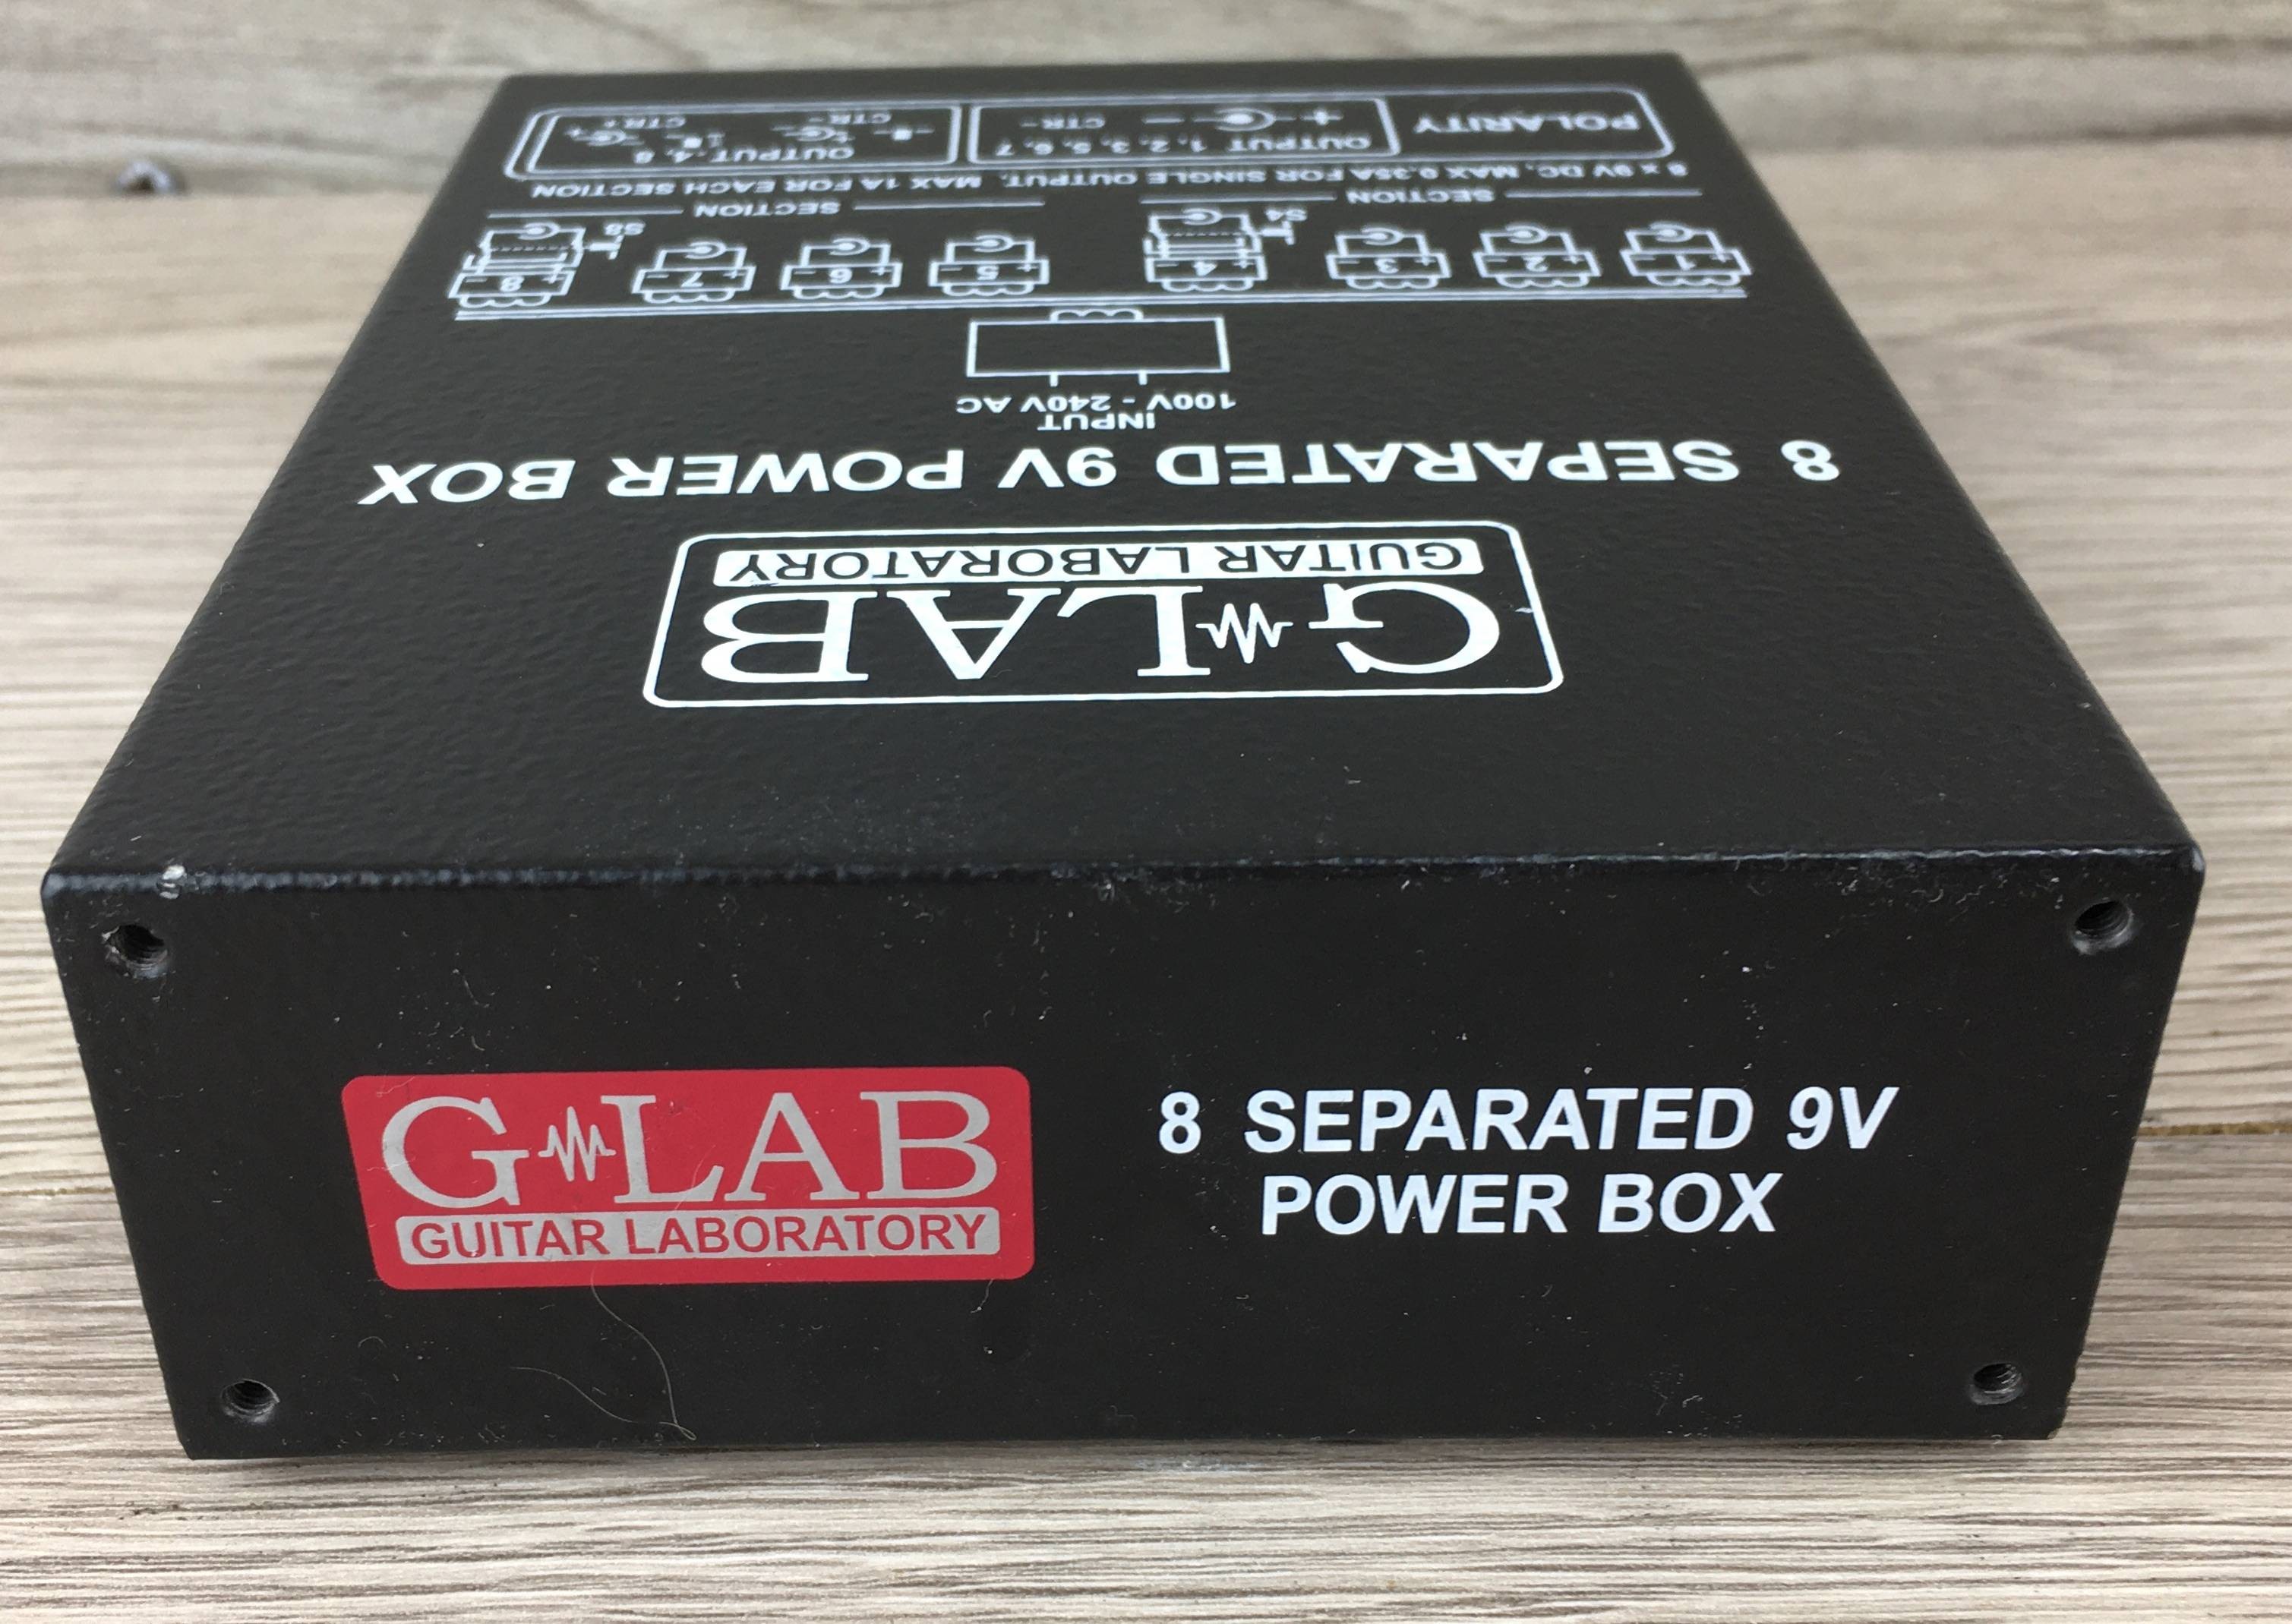 G LAB
GUITAR LABORATORY
8 SEPARATED 9V POWER BOX
INPUT
100V - 240V AC
1 2 3 4 5 6 7 8
+ - + - + - + - + - + - + - + -
S4 S8
SECTION SECTION
8 x 9V DC, MAX 0.35A FOR SINGLE OUTPUT, MAX 1A FOR EACH SECTION
POLARITY
OUTPUT 1, 2, 3, 5, 6, 7
+ -
CTR-
OUTPUT 4, 8
CTR- CTR+
G LAB
GUITAR LABORATORY
8 SEPARATED 9V
POWER BOX